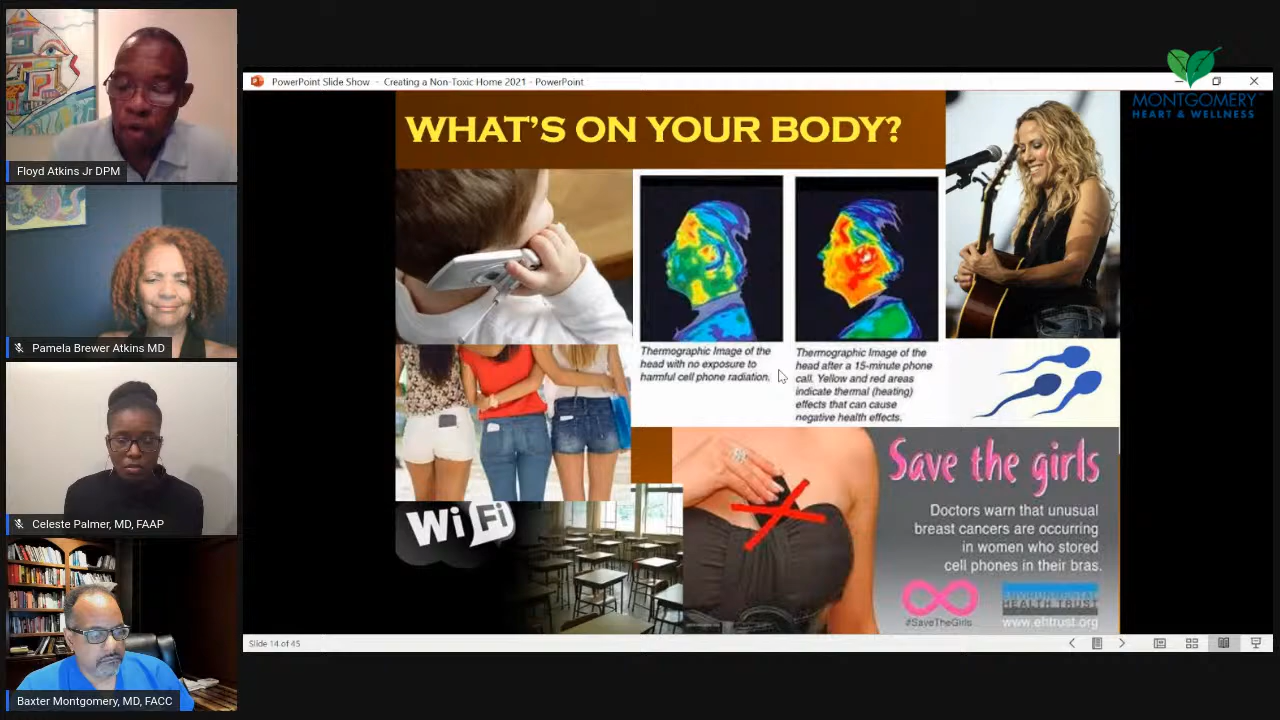 PowerPoint Slide Show - Creating a Non-Toxic Home 2021 - PowerPoint
MONTGOMERY
HEART & WELLNESS
WHAT'S ON YOUR BODY?
Floyd Atkins Jr DPM
Pamela Brewer Atkins MD
Celeste Palmer, MD, FAAP
Baxter Montgomery, MD, FACC
Thermographic Image of the
head with no exposure to
harmful cell phone radiation.
Thermographic Image of the
head after a 15-minute phone
call. Yellow and red areas
indicate thermal (heating)
effects that can cause
negative health effects.
WiFi
Save the girls
Doctors warn that unusual
breast cancers are occurring
in women who stored
cell phones in their bras.
#SaveTheGirls
ENVIRONMENTAL
HEALTH TRUST
www.ehtrust.org
Slide 14 of 45